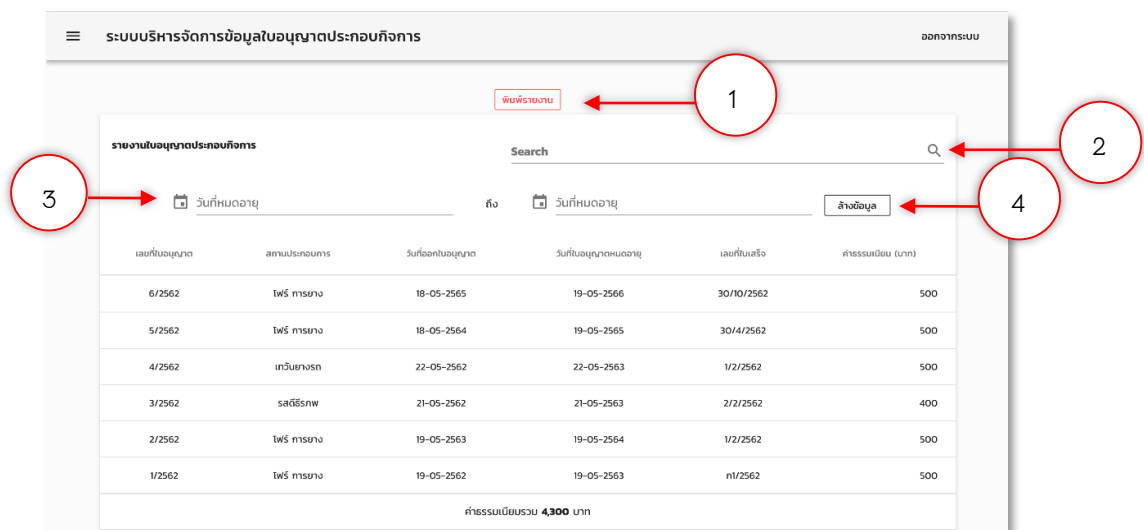 ระบบบริหารจัดการข้อมูลใบอนุญาตประกอบกิจการ ออกจากระบบ
พิมพ์รายงาน 1
รายงานใบอนุญาตประกอบกิจการ Search 2
3 วันที่หมดอายุ ถึง วันที่หมดอายุ ล้างข้อมูล 4
เลขที่ใบอนุญาต สถานประกอบการ วันที่ออกใบอนุญาต วันที่ใบอนุญาตหมดอายุ เลขที่ใบเสร็จ ค่าธรรมเนียม (บาท)
6/2562 โฟร์ การยาง 18-05-2565 19-05-2566 30/10/2562 500
5/2562 โฟร์ การยาง 18-05-2564 19-05-2565 30/4/2562 500
4/2562 เทวันยางรถ 22-05-2562 22-05-2563 1/2/2562 500
3/2562 รสดีธีรภพ 21-05-2562 21-05-2563 2/2/2562 400
2/2562 โฟร์ การยาง 19-05-2563 19-05-2564 1/2/2562 500
1/2562 โฟร์ การยาง 19-05-2562 19-05-2563 ก1/2562 500
ค่าธรรมเนียมรวม 4,300 บาท